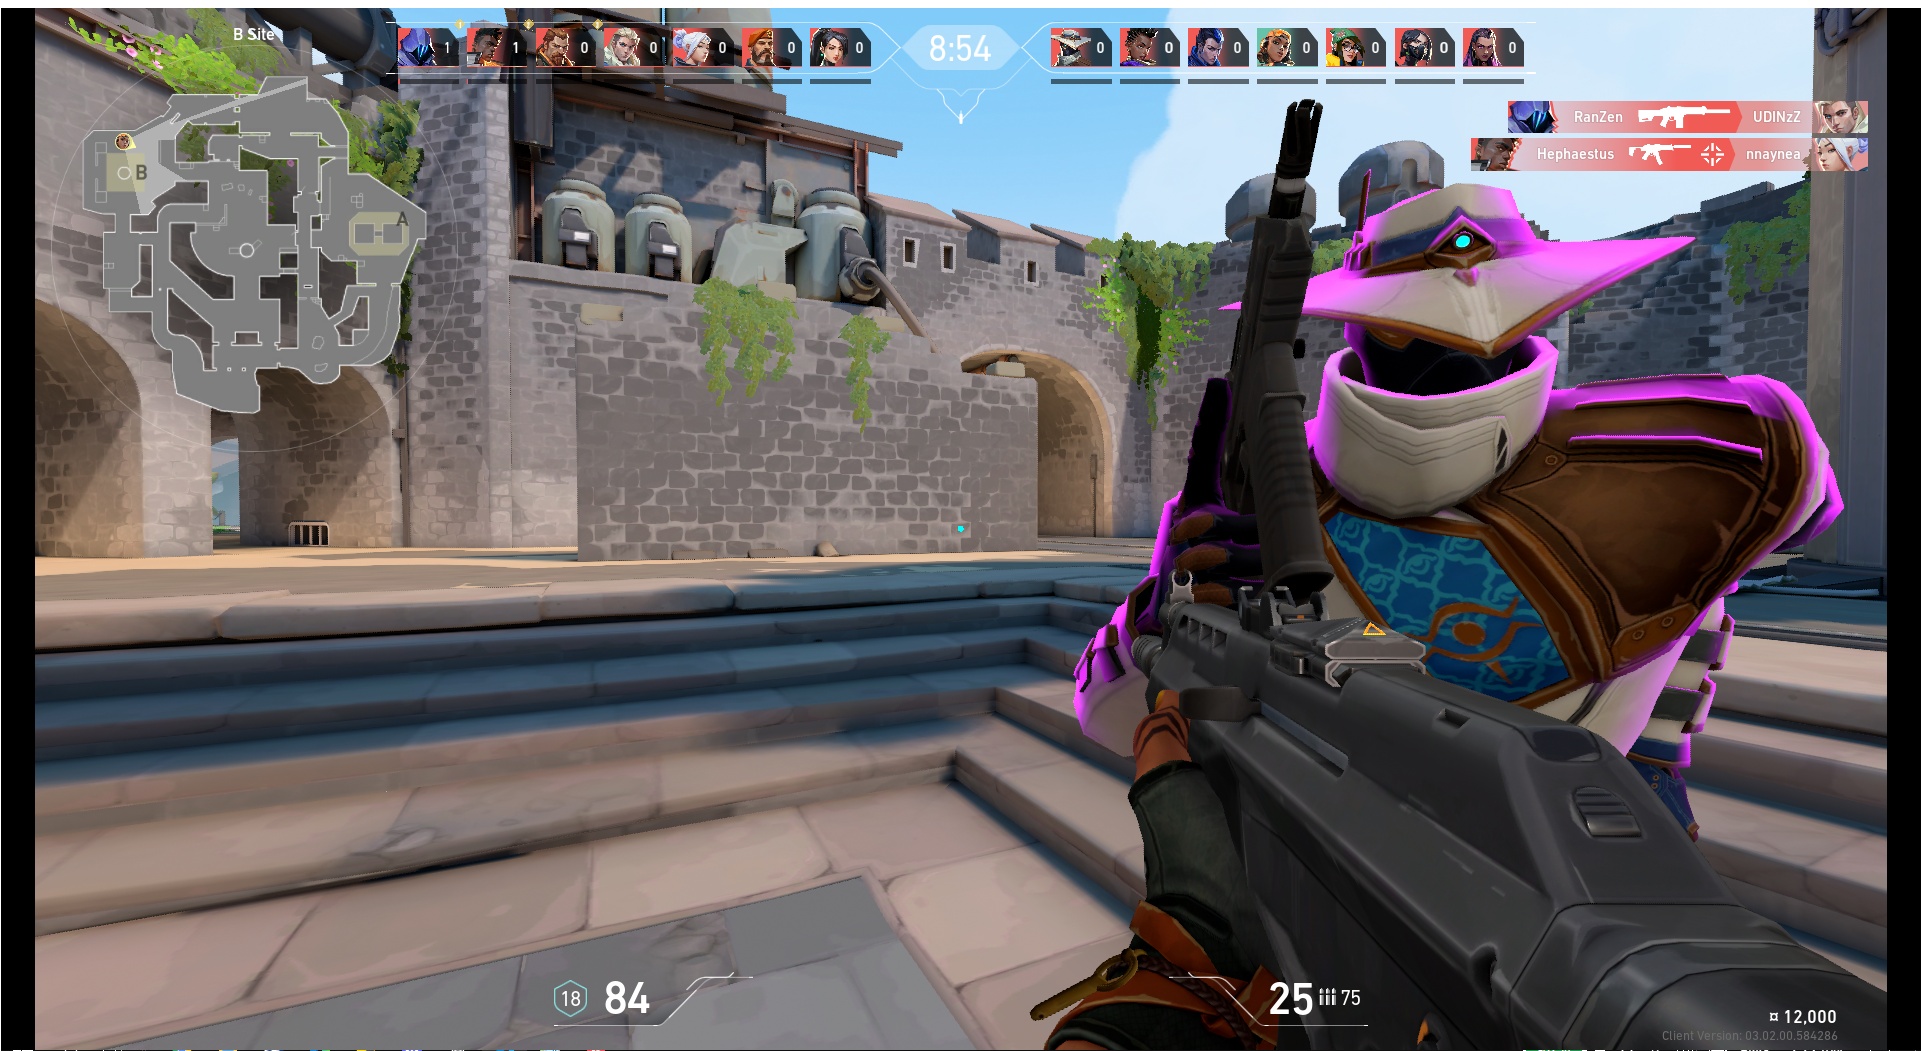 B Site
1 1 0 0 0 0 0
8:54
0 0 0 0 0 0 0
RanZen UDINzZ
Hephaestus nnaynea
B
A
18 84
25 75
¤ 12,000
Client Version: 03.02.00.584286